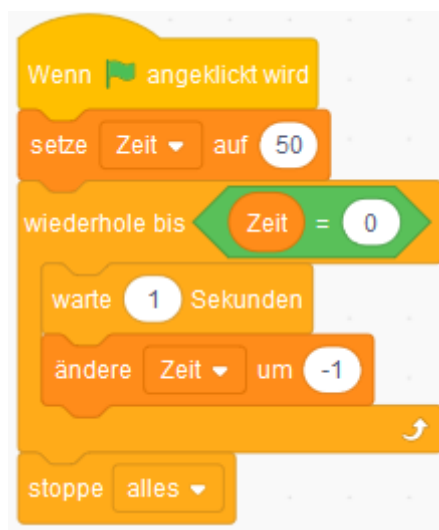 Wenn angeklickt wird
setze Zeit auf 50
wiederhole bis Zeit = 0
warte 1 Sekunden
ändere Zeit um -1
stoppe alles